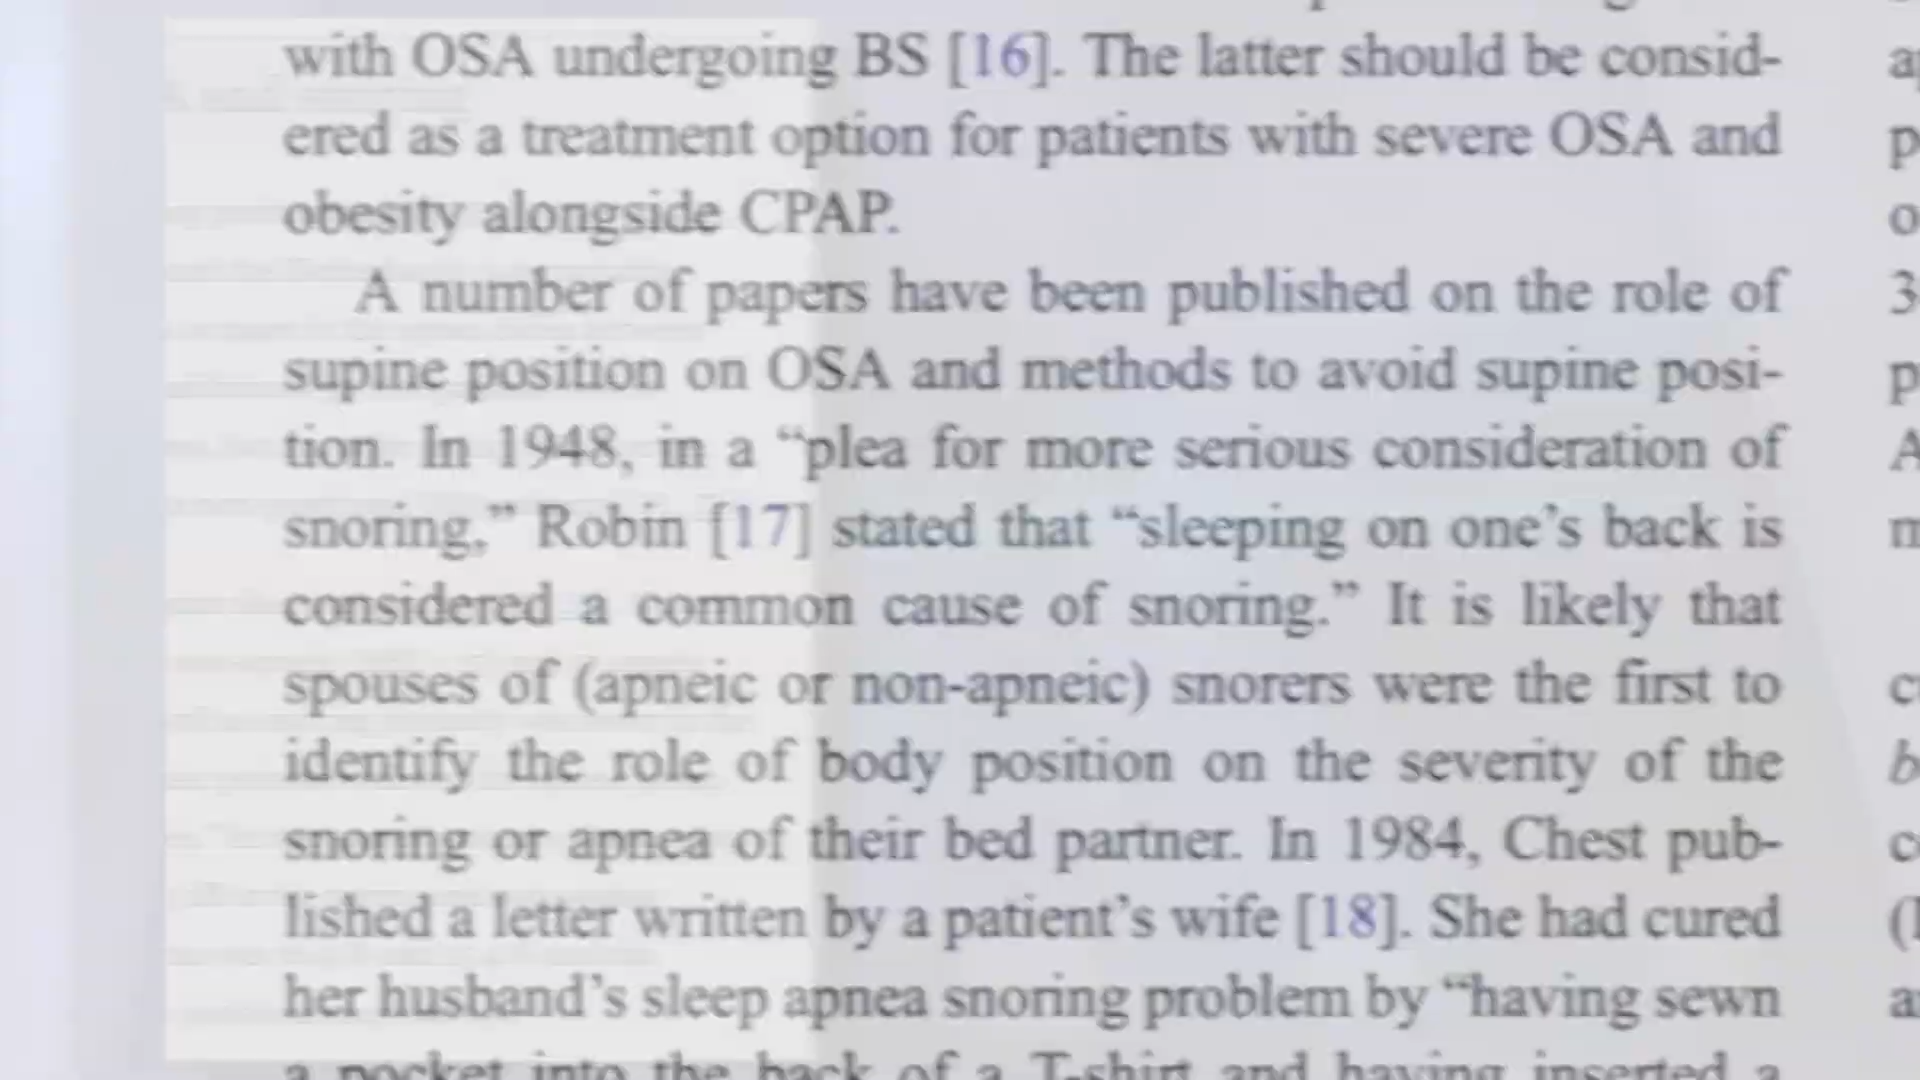 with OSA undergoing BS [16]. The latter should be consid-
ered as a treatment option for patients with severe OSA and
obesity alongside CPAP.
A number of papers have been published on the role of
supine position on OSA and methods to avoid supine posi-
tion. In 1948, in a “plea for more serious consideration of
snoring,” Robin [17] stated that “sleeping on one’s back is
considered a common cause of snoring.” It is likely that
spouses of (apneic or non-apneic) snorers were the first to
identify the role of body position on the severity of the
snoring or apnea of their bed partner. In 1984, Chest pub-
lished a letter written by a patient’s wife [18]. She had cured
her husband’s sleep apnea snoring problem by “having sewn
a pocket into the back of a T-shirt and having inserted a